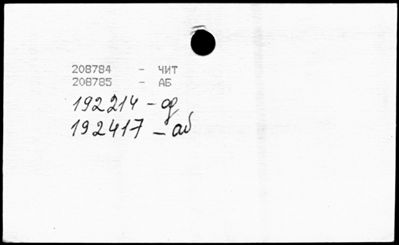 208784 - ЧИТ
208785 - АБ
192214 - ф
192417 - аб